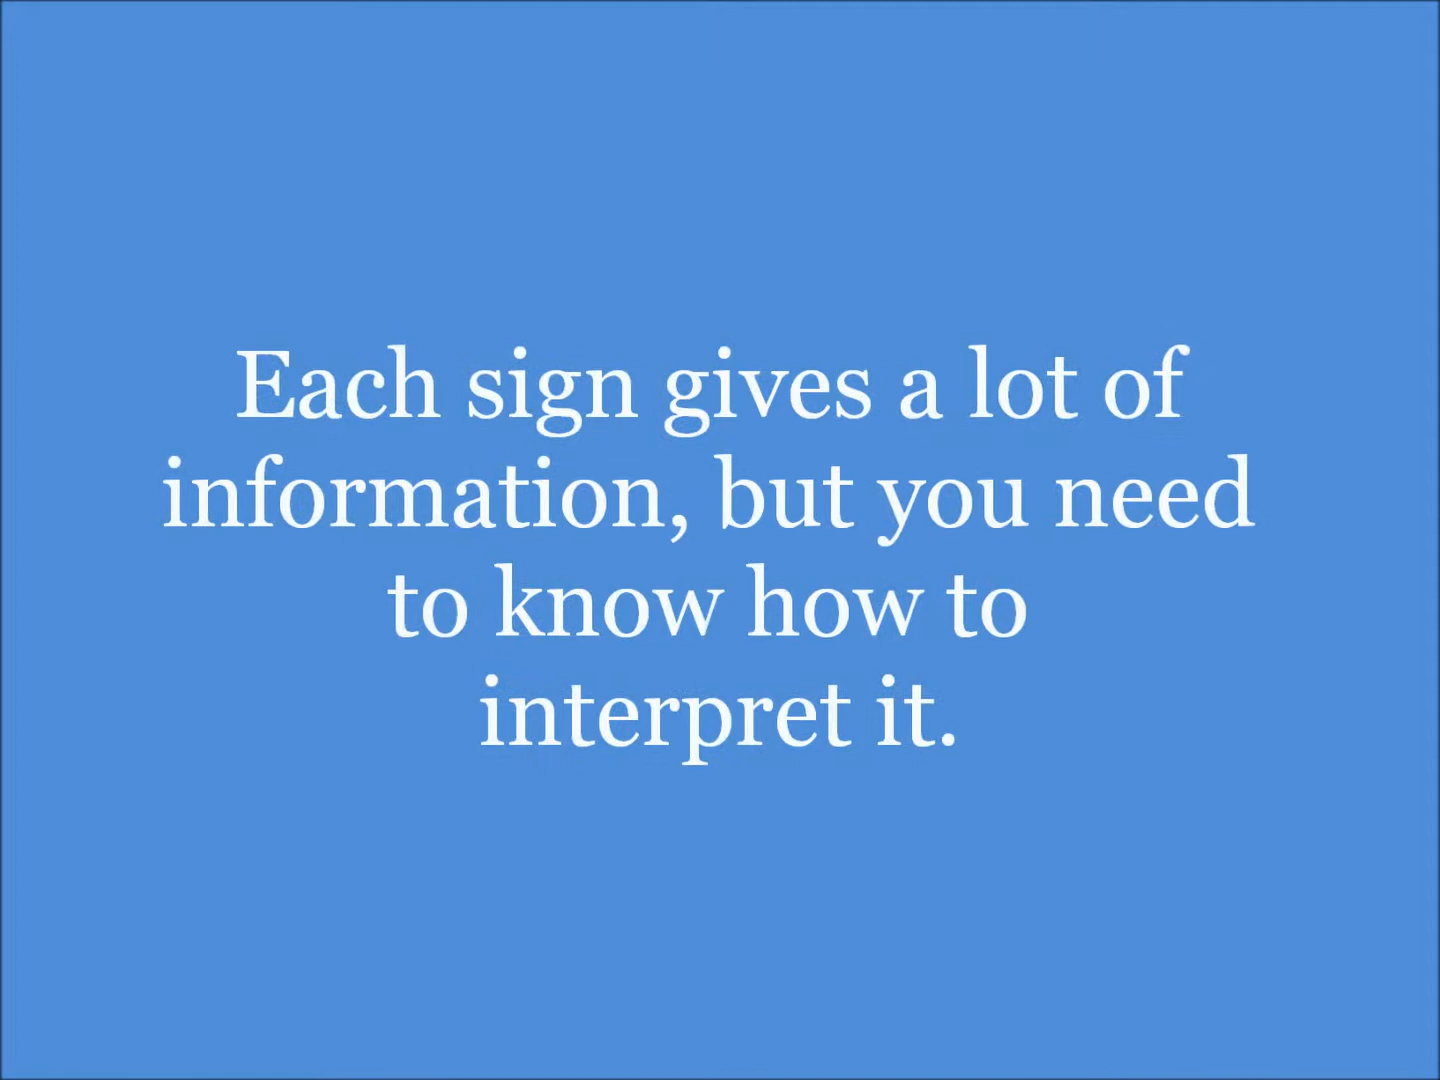 Each sign gives a lot of
information, but you need
to know how to
interpret it.